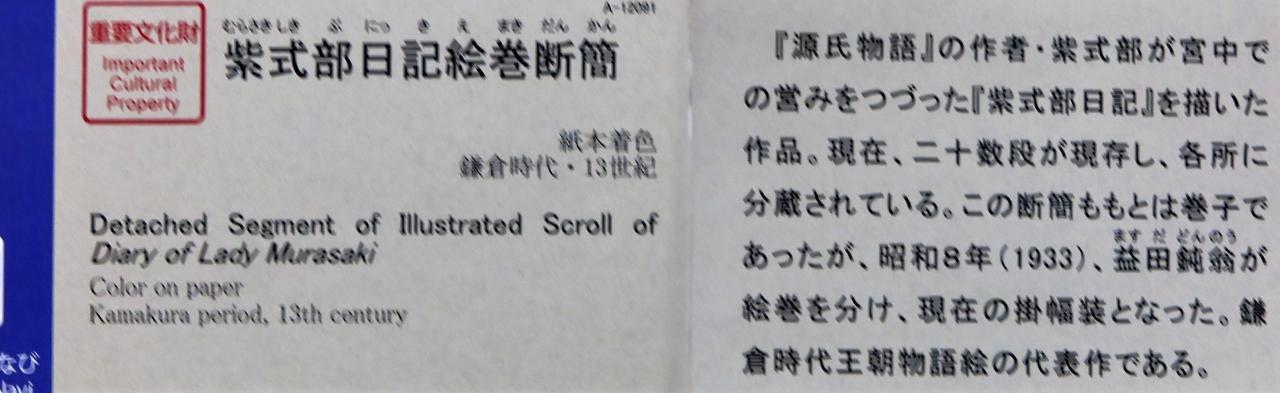 A-12091
重要文化財
Important
Cultural
Property
むらさきしき ぶ にっ き え まき だん かん
紫式部日記絵巻断簡
紙本着色
鎌倉時代・13世紀
Detached Segment of Illustrated Scroll of
Diary of Lady Murasaki
Color on paper
Kamakura period, 13th century
なび
『源氏物語』の作者・紫式部が宮中で
の営みをつづった『紫式部日記』を描いた
作品。現在、二十数段が現存し、各所に
分蔵されている。この断簡ももとは巻子で
ます だ どんのう
あったが、昭和8年(1933)、益田鈍翁が
絵巻を分け、現在の掛幅装となった。鎌
倉時代王朝物語絵の代表作である。